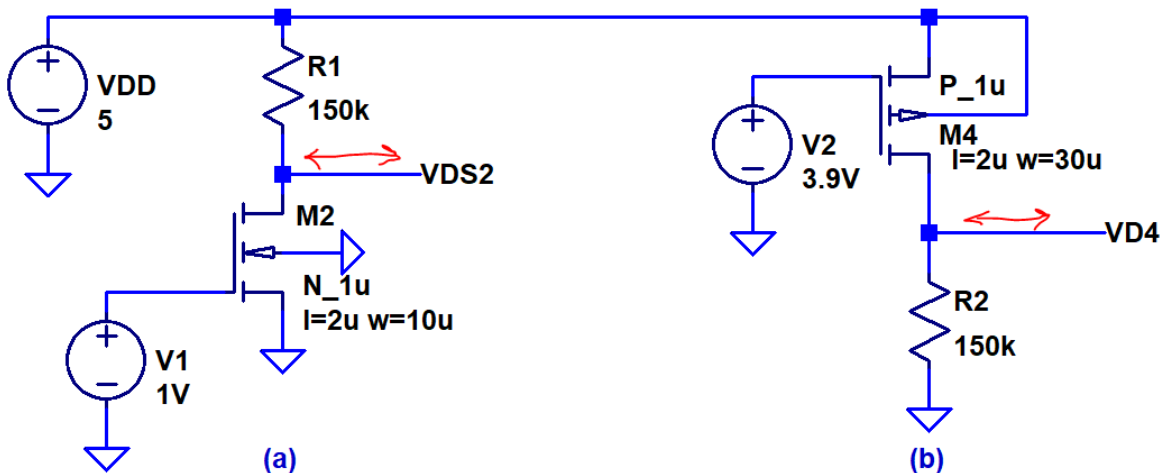 VDD
5
R1
150k
VDS2
M2
N_1u
l=2u w=10u
V1
1V
(a)
P_1u
M4
l=2u w=30u
V2
3.9V
VD4
R2
150k
(b)